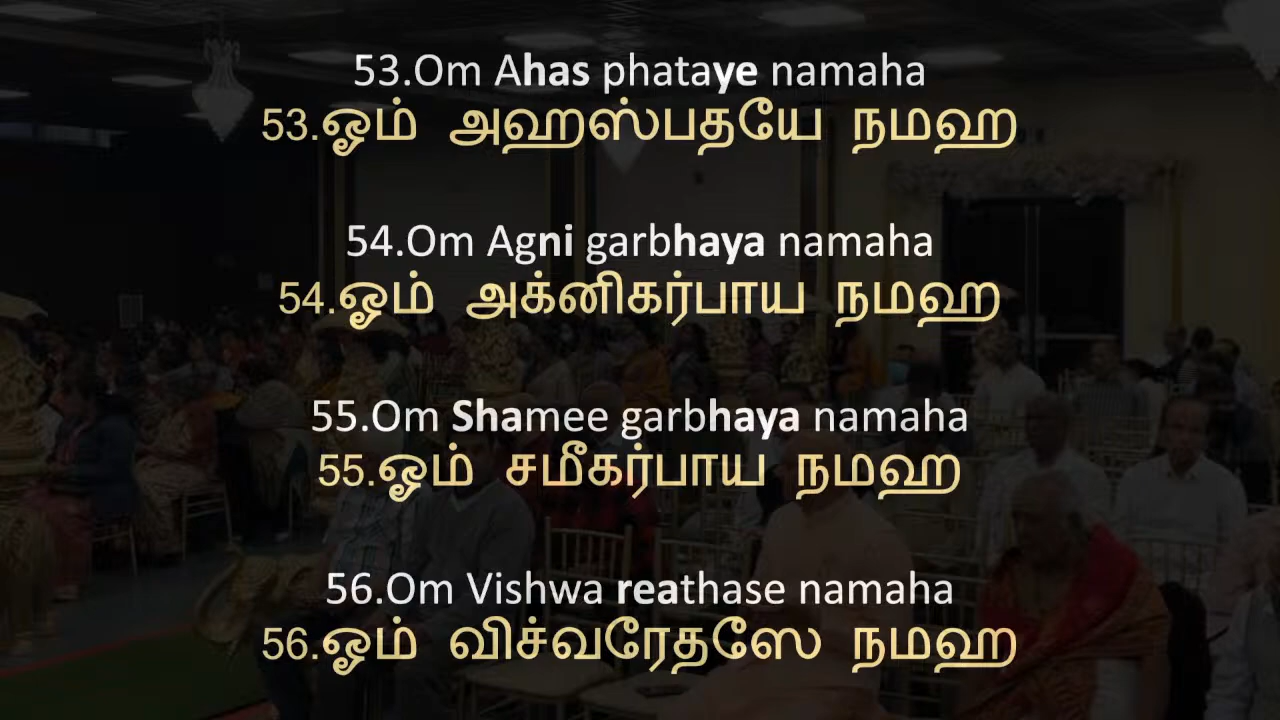 53.Om Ahas phataye namaha
53.ஓம் அஹஸ்பதயே நமஹ
54.Om Agni garbhaya namaha
54.ஓம் அக்னிகர்பாய நமஹ
55.Om Shamee garbhaya namaha
55.ஓம் சமீகர்பாய நமஹ
56.Om Vishwa reathase namaha
56.ஓம் விச்வரேதஸே நமஹ